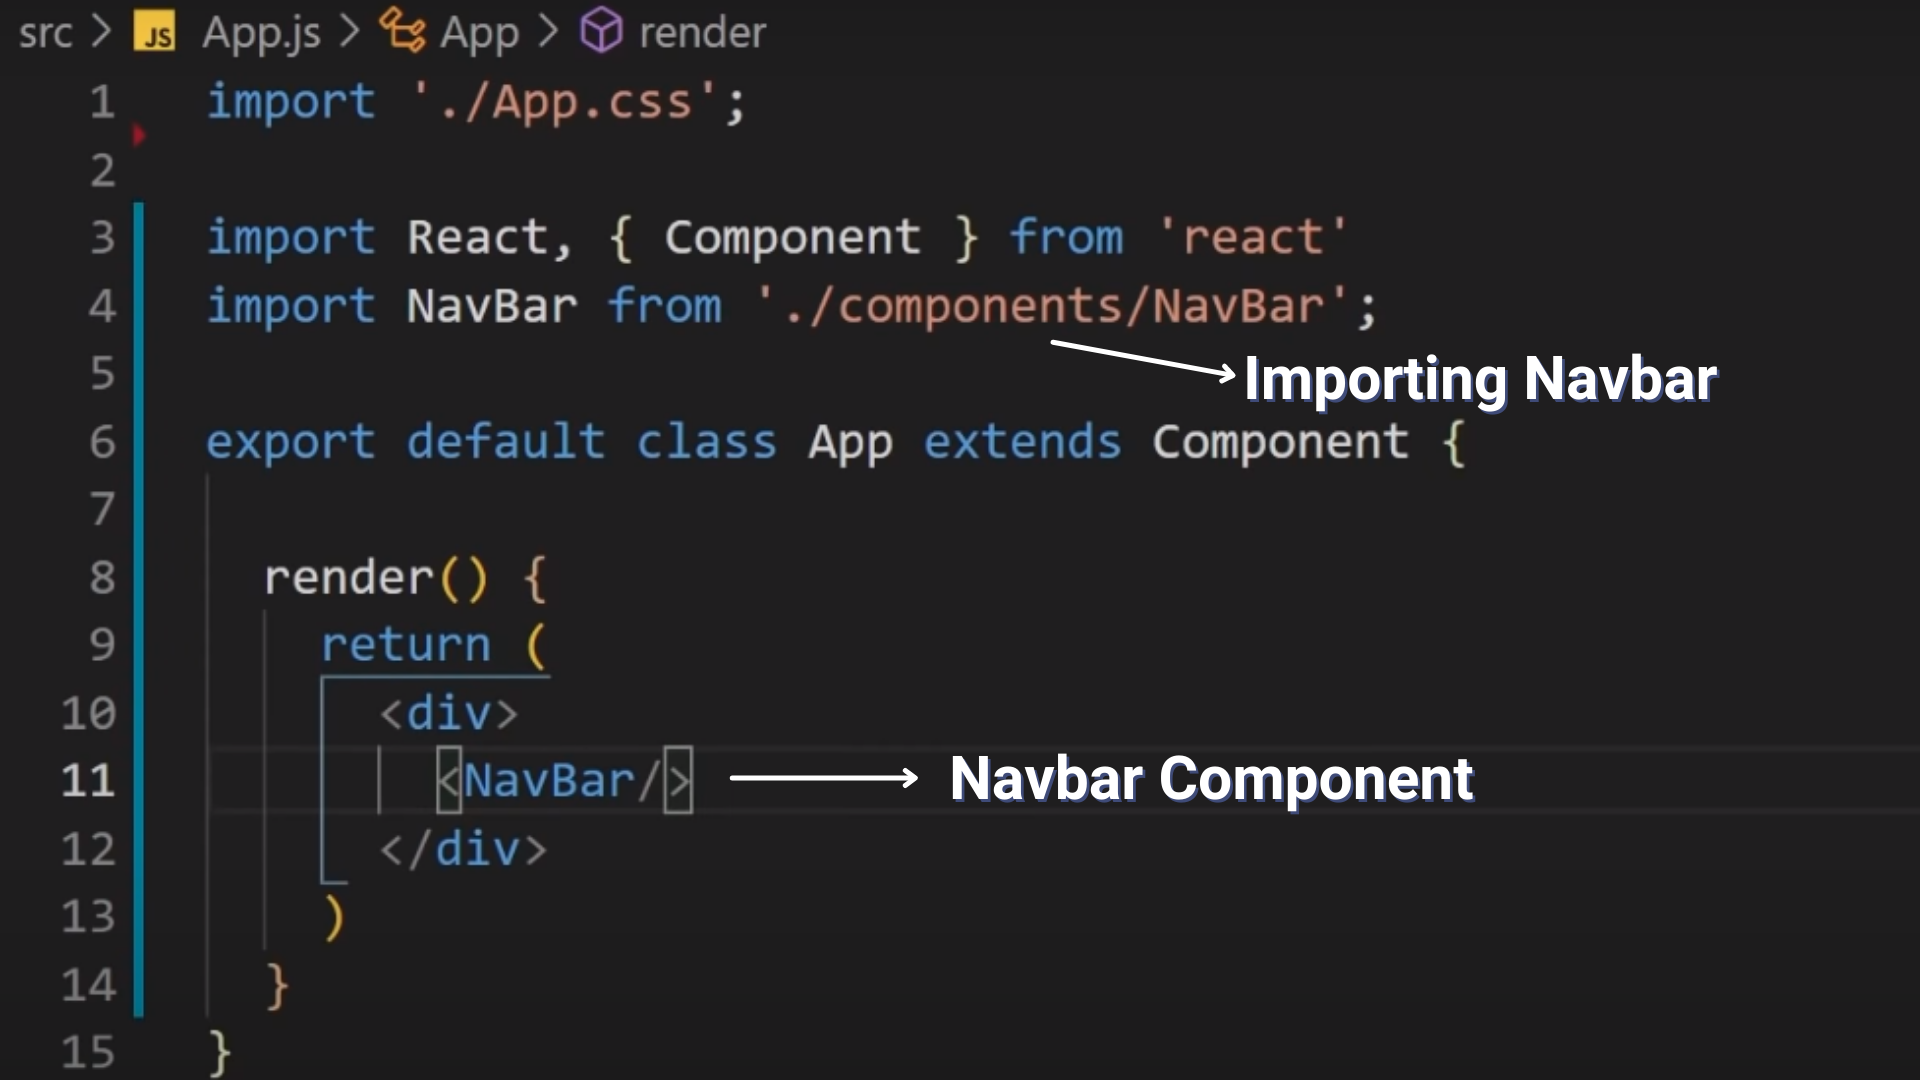 src > JS App.js > App > render
1 import './App.css';
2
3 import React, { Component } from 'react'
4 import NavBar from './components/NavBar';
5 Importing Navbar
6 export default class App extends Component {
7
8 render() {
9 return (
10 <div>
11 <NavBar/> Navbar Component
12 </div>
13 )
14 }
15 }